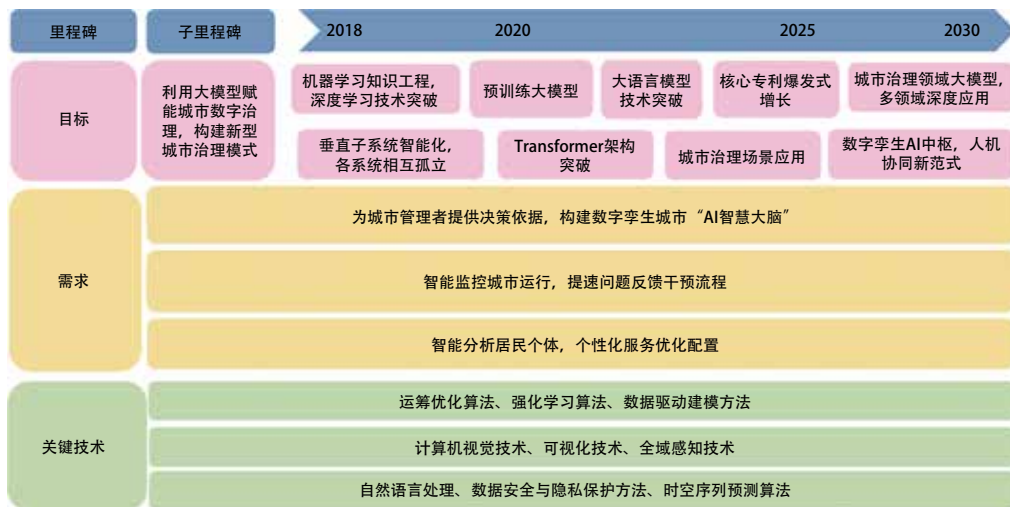 里程碑
子里程碑
2018
2020
2025
2030
目标
利用大模型赋
能城市数字治
理，构建新型
城市治理模式
机器学习知识工程，
深度学习技术突破
预训练大模型
大语言模型
技术突破
核心专利爆发式
增长
城市治理领域大模型，
多领域深度应用
垂直子系统智能化，
各系统相互孤立
Transformer架构
突破
城市治理场景应用
数字孪生AI中枢，人机
协同新范式
需求
为城市管理者提供决策依据，构建数字孪生城市“AI智慧大脑”
智能监控城市运行，提速问题反馈干预流程
智能分析居民个体，个性化服务优化配置
关键技术
运筹优化算法、强化学习算法、数据驱动建模方法
计算机视觉技术、可视化技术、全域感知技术
自然语言处理、数据安全与隐私保护方法、时空序列预测算法